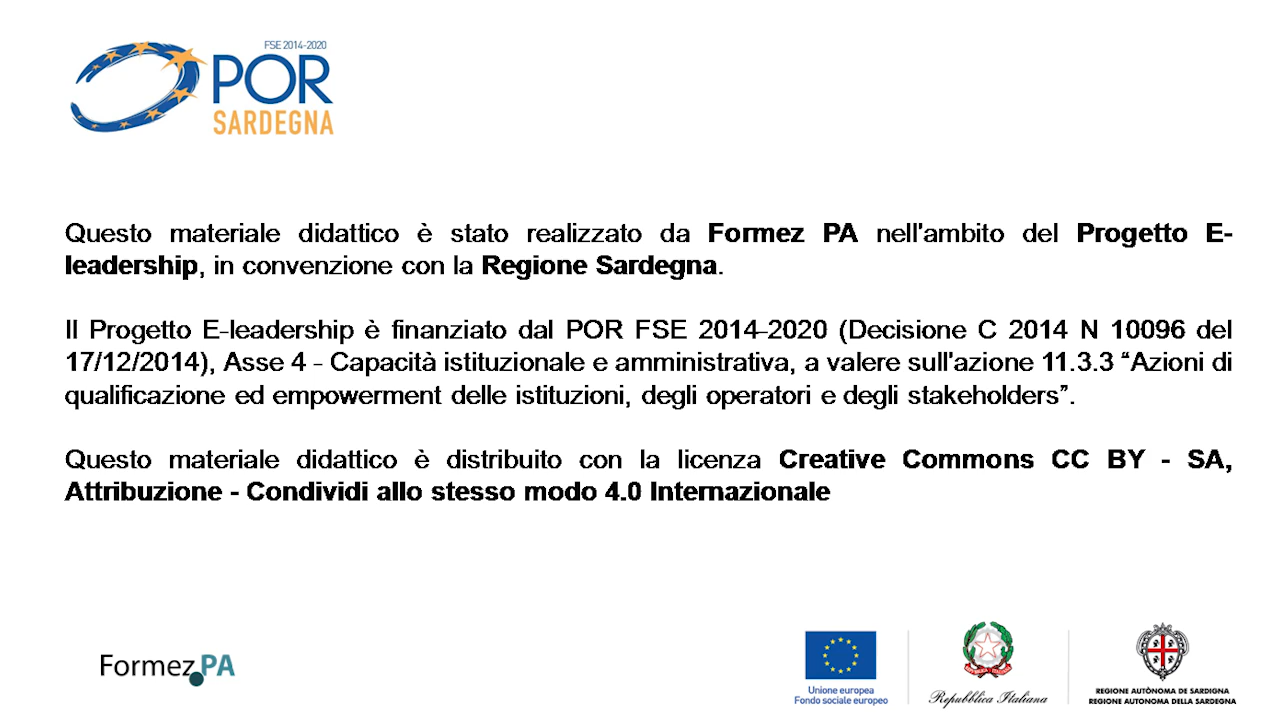 FSE 2014-2020
POR
SARDEGNA
Questo materiale didattico è stato realizzato da Formez PA nell'ambito del Progetto E-
leadership, in convenzione con la Regione Sardegna.
Il Progetto E-leadership è finanziato dal POR FSE 2014-2020 (Decisione C 2014 N 10096 del
17/12/2014), Asse 4 - Capacità istituzionale e amministrativa, a valere sull'azione 11.3.3 “Azioni di
qualificazione ed empowerment delle istituzioni, degli operatori e degli stakeholders”.
Questo materiale didattico è distribuito con la licenza Creative Commons CC BY - SA,
Attribuzione - Condividi allo stesso modo 4.0 Internazionale
Formez PA
Unione europea
Fondo sociale europeo
Repubblica Italiana
REGIONE AUTÒNOMA DE SARDIGNA
REGIONE AUTONOMA DELLA SARDEGNA